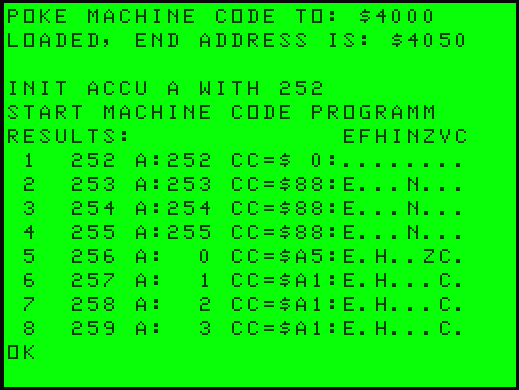 POKE MACHINE CODE TO: $4000
LOADED, END ADDRESS IS: $4050
INIT ACCU A WITH 252
START MACHINE CODE PROGRAMM
RESULTS: EFHINZVC
1 252 A:252 CC=$ 0:........
2 253 A:253 CC=$88:E...N...
3 254 A:254 CC=$88:E...N...
4 255 A:255 CC=$88:E...N...
5 256 A: 0 CC=$A5:E.H..ZC.
6 257 A: 1 CC=$A1:E.H...C.
7 258 A: 2 CC=$A1:E.H...C.
8 259 A: 3 CC=$A1:E.H...C.
OK